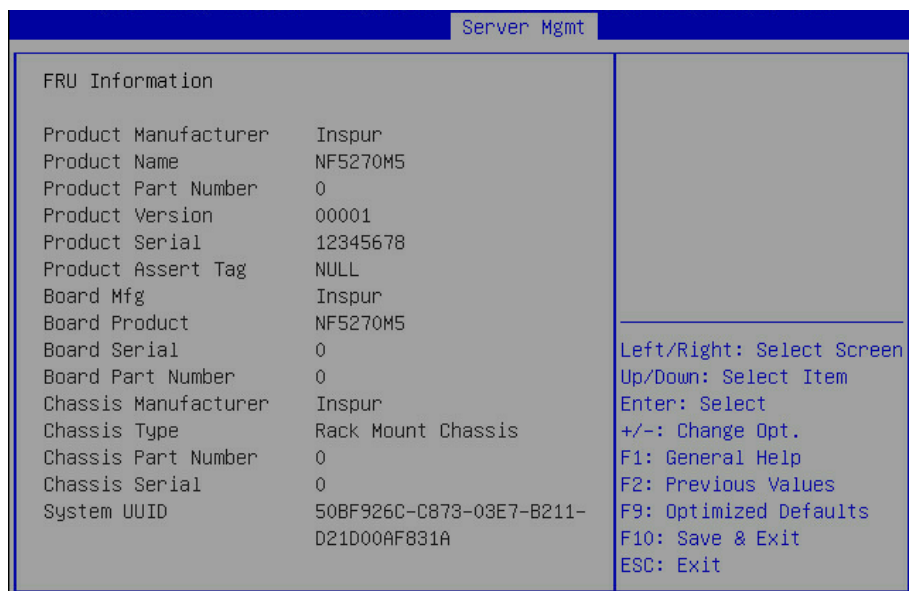 Server Mgmt
FRU Information
Product Manufacturer Inspur
Product Name NF5270M5
Product Part Number 0
Product Version 00001
Product Serial 12345678
Product Assert Tag NULL
Board Mfg Inspur
Board Product NF5270M5
Board Serial 0
Board Part Number 0
Chassis Manufacturer Inspur
Chassis Type Rack Mount Chassis
Chassis Part Number 0
Chassis Serial 0
System UUID 50BF926C-C873-03E7-B211-
D21D00AF831A
Left/Right: Select Screen
Up/Down: Select Item
Enter: Select
+/-: Change Opt.
F1: General Help
F2: Previous Values
F9: Optimized Defaults
F10: Save & Exit
ESC: Exit